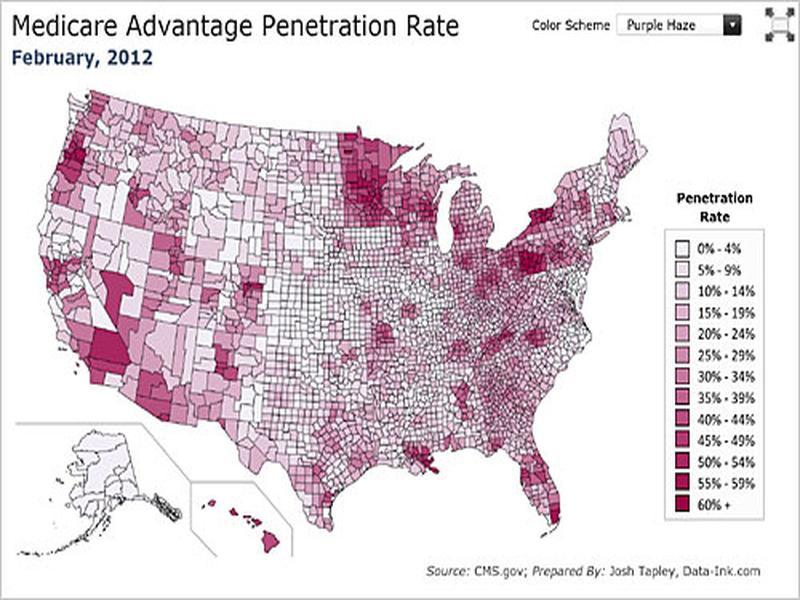 Medicare Advantage Penetration Rate
Color Scheme Purple Haze
February, 2012
Penetration
Rate
0% - 4%
5% - 9%
10% - 14%
15% - 19%
20% - 24%
25% - 29%
30% - 34%
35% - 39%
40% - 44%
45% - 49%
50% - 54%
55% - 59%
60% +
Source: CMS.gov; Prepared By: Josh Tapley, Data-Ink.com